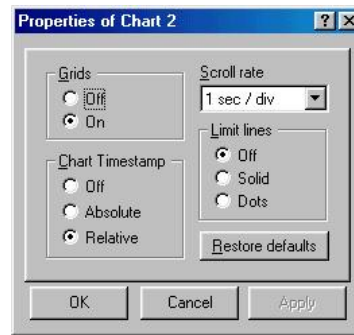 Properties of Chart 2
Grids
Off
On
Scroll rate
1 sec / div
Limit lines
Off
Solid
Dots
Chart Timestamp
Off
Absolute
Relative
Restore defaults
OK
Cancel
Apply